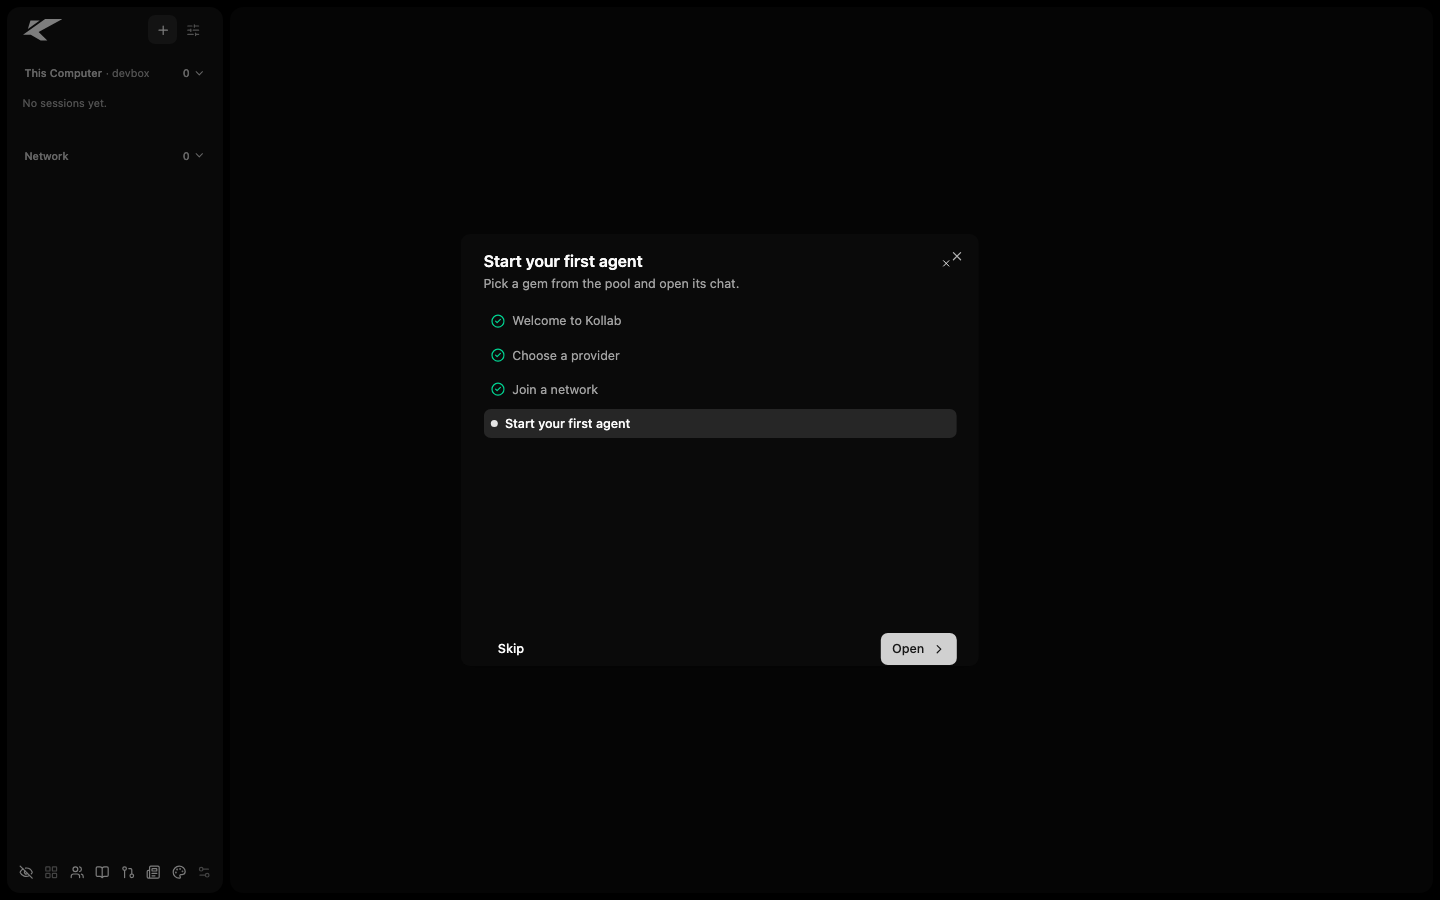 This Computer · devbox 0
No sessions yet.
Network 0
Start your first agent
Pick a gem from the pool and open its chat.
Welcome to Kollab
Choose a provider
Join a network
Start your first agent
Skip
Open